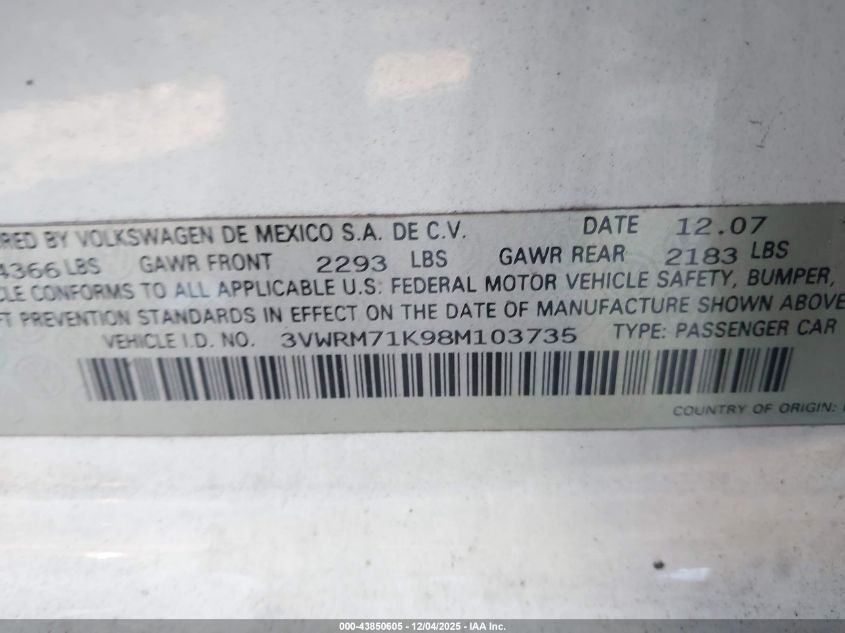 RED BY VOLKSWAGEN DE MEXICO S.A. DE C.V. DATE 12.07
4366 LBS GAWR FRONT 2293 LBS GAWR REAR 2183 LBS
CLE CONFORMS TO ALL APPLICABLE U.S. FEDERAL MOTOR VEHICLE SAFETY, BUMPER,
FT PREVENTION STANDARDS IN EFFECT ON THE DATE OF MANUFACTURE SHOWN ABOVE
VEHICLE I.D. NO. 3VWRM71K98M103735 TYPE: PASSENGER CAR
COUNTRY OF ORIGIN:
000-43850605 - 12/04/2025 - IAA Inc.